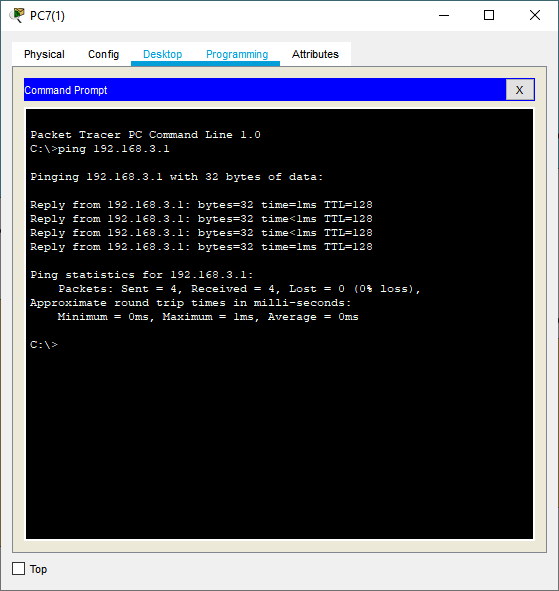 PC7(1)
Physical Config Desktop Programming Attributes
Command Prompt X
Packet Tracer PC Command Line 1.0
C:\>ping 192.168.3.1
Pinging 192.168.3.1 with 32 bytes of data:
Reply from 192.168.3.1: bytes=32 time=1ms TTL=128
Reply from 192.168.3.1: bytes=32 time<1ms TTL=128
Reply from 192.168.3.1: bytes=32 time<1ms TTL=128
Reply from 192.168.3.1: bytes=32 time=1ms TTL=128
Ping statistics for 192.168.3.1:
Packets: Sent = 4, Received = 4, Lost = 0 (0% loss),
Approximate round trip times in milli-seconds:
Minimum = 0ms, Maximum = 1ms, Average = 0ms
C:\>
Top